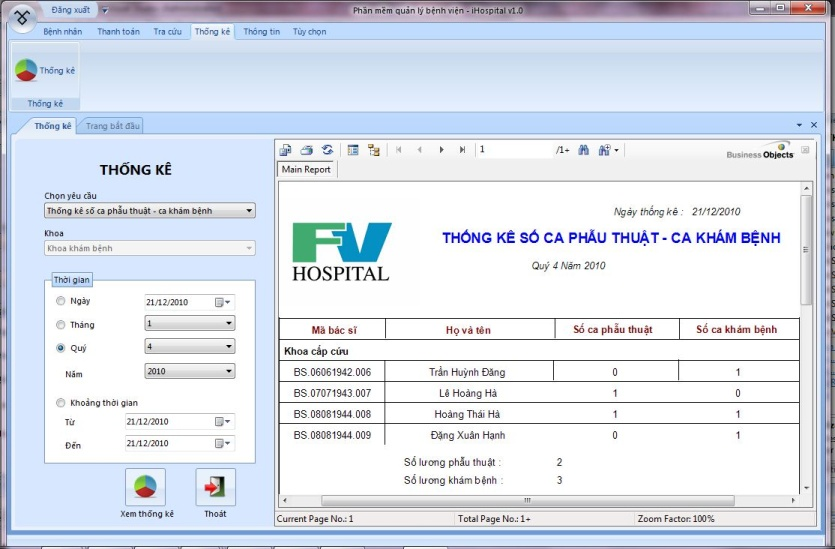 Đăng xuất
Phần mềm quản lý bệnh viện - iHospital v1.0
Bệnh nhân Thanh toán Tra cứu Thống kê Thông tin Tùy chọn
Thống kê
Thống kê
Thống kê Trang bắt đầu
THỐNG KÊ
Chọn yêu cầu
Thống kê số ca phẫu thuật - ca khám bệnh
Khoa
Khoa khám bệnh
Thời gian
Ngày 21/12/2010
Tháng 1
Quý 4
Năm 2010
Khoảng thời gian
Từ 21/12/2010
Đến 21/12/2010
Xem thống kê Thoát
1 /1+
Business Objects
Main Report
FV
HOSPITAL
Ngày thống kê : 21/12/2010
THỐNG KÊ SỐ CA PHẪU THUẬT - CA KHÁM BỆNH
Quý 4 Năm 2010
Mã bác sĩ Họ và tên Số ca phẫu thuật Số ca khám bệnh
Khoa cấp cứu
BS.06061942.006 Trần Huỳnh Đăng 0 1
BS.07071943.007 Lê Hoàng Hà 1 0
BS.08081944.008 Hoàng Thái Hà 1 1
BS.08081944.009 Đặng Xuân Hạnh 0 1
Số lương phẫu thuật : 2
Số lương khám bệnh : 3
Current Page No.: 1 Total Page No.: 1+ Zoom Factor: 100%